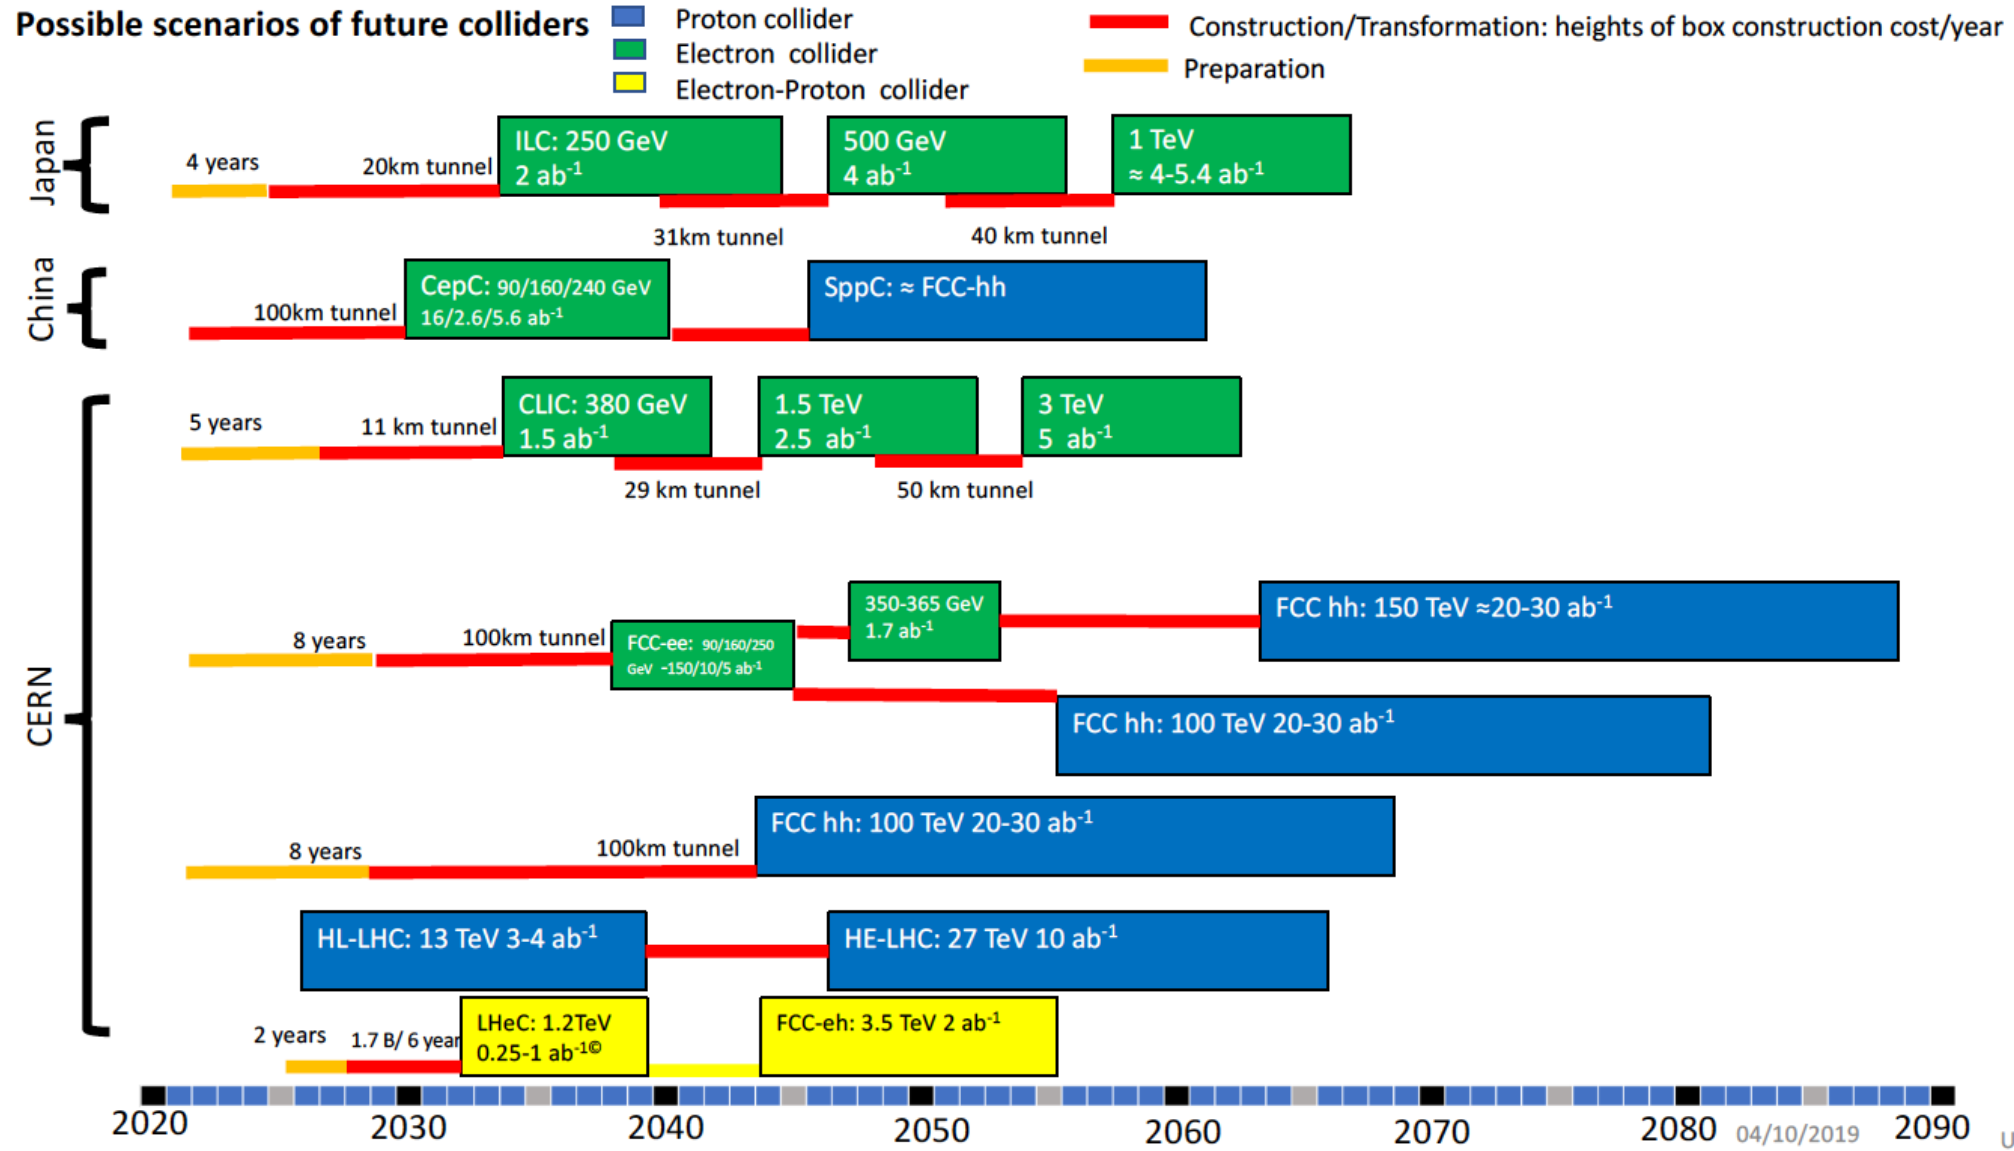 Possible scenarios of future colliders
Proton collider
Electron collider
Electron-Proton collider
Construction/Transformation: heights of box construction cost/year
Preparation
Japan
4 years
20km tunnel
ILC: 250 GeV
2 ab⁻¹
500 GeV
4 ab⁻¹
1 TeV
≈ 4-5.4 ab⁻¹
31km tunnel
40 km tunnel
China
100km tunnel
CepC: 90/160/240 GeV
16/2.6/5.6 ab⁻¹
SppC: ≈ FCC-hh
CERN
5 years
11 km tunnel
CLIC: 380 GeV
1.5 ab⁻¹
1.5 TeV
2.5 ab⁻¹
3 TeV
5 ab⁻¹
29 km tunnel
50 km tunnel
8 years
100km tunnel
FCC-ee: 90/160/250
GeV -150/10/5 ab⁻¹
350-365 GeV
1.7 ab⁻¹
FCC hh: 150 TeV ≈20-30 ab⁻¹
FCC hh: 100 TeV 20-30 ab⁻¹
8 years
100km tunnel
FCC hh: 100 TeV 20-30 ab⁻¹
HL-LHC: 13 TeV 3-4 ab⁻¹
HE-LHC: 27 TeV 10 ab⁻¹
2 years
1.7 B/ 6 year
LHeC: 1.2TeV
0.25-1 ab⁻¹©
FCC-eh: 3.5 TeV 2 ab⁻¹
2020 2030 2040 2050 2060 2070 2080 2090
04/10/2019
U